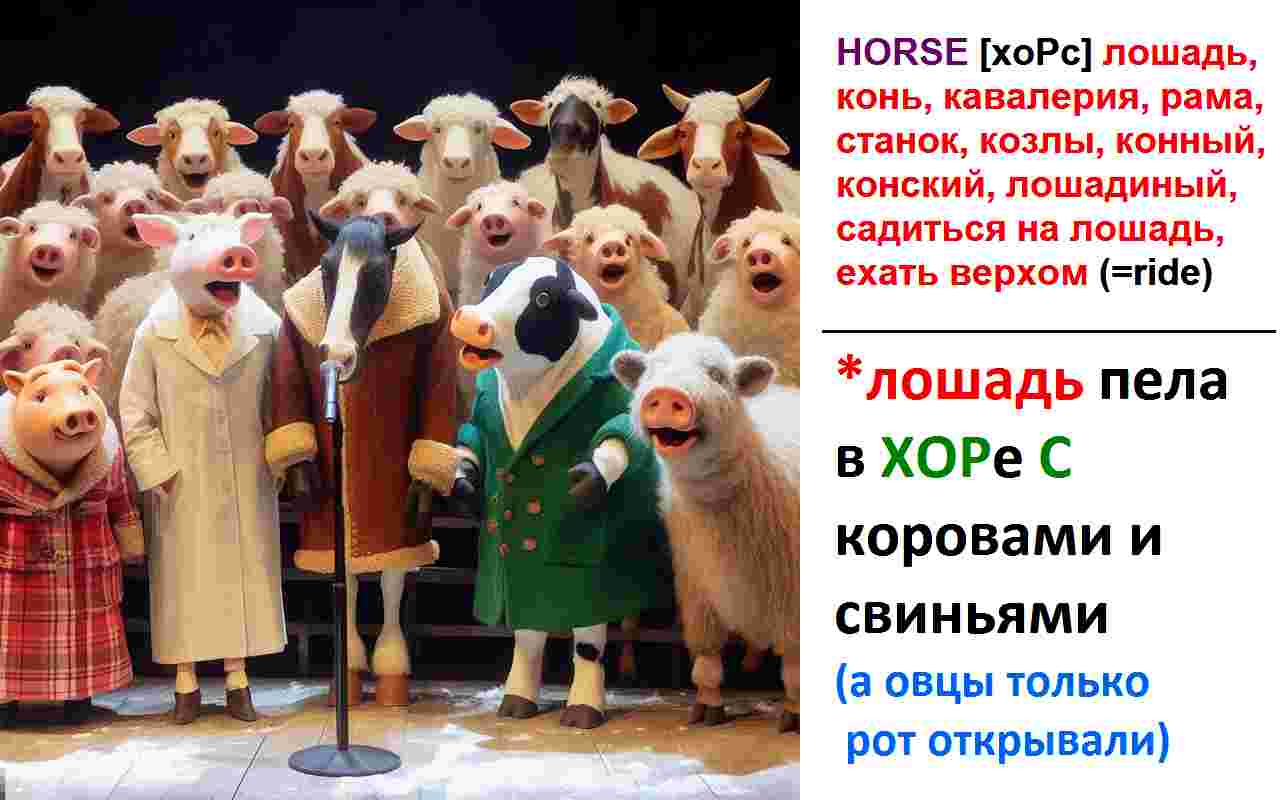 HORSE [хоРс] лошадь,
конь, кавалерия, рама,
станок, козлы, конный,
конский, лошадиный,
садиться на лошадь,
ехать верхом (=ride)
*лошадь пела
в ХОРе С
коровами и
свиньями
(а овцы только
рот открывали)